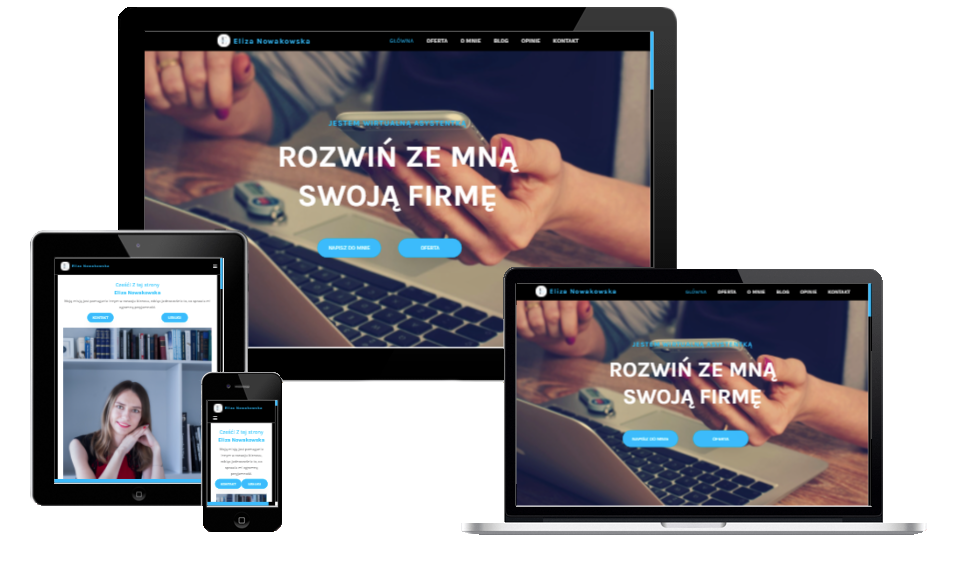 Eliza Nowakowska
GŁÓWNA OFERTA O MNIE BLOG OPINIE KONTAKT
JESTEM WIRTUALNĄ ASYSTENTKĄ
ROZWIŃ ZE MNĄ
SWOJĄ FIRMĘ
NAPISZ DO MNIE OFERTA
Eliza Nowakowska
Cześć! Z tej strony
Eliza Nowakowska
KONTAKT USŁUGI
Eliza Nowakowska
Cześć! Z tej strony
Eliza Nowakowska
KONTAKT USŁUGI
Eliza Nowakowska
GŁÓWNA OFERTA O MNIE BLOG OPINIE KONTAKT
JESTEM WIRTUALNĄ ASYSTENTKĄ
ROZWIŃ ZE MNĄ
SWOJĄ FIRMĘ
NAPISZ DO MNIE OFERTA